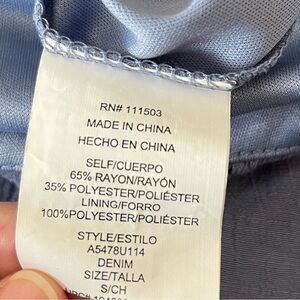 RN# 111503
MADE IN CHINA
HECHO EN CHINA
SELF/CUERPO
65% RAYON/RAYÓN
35% POLYESTER/POLIÉSTER
LINING/FORRO
100%POLYESTER/POLIÉSTER
STYLE/ESTILO
A5478U114
DENIM
SIZE/TALLA
S/CH